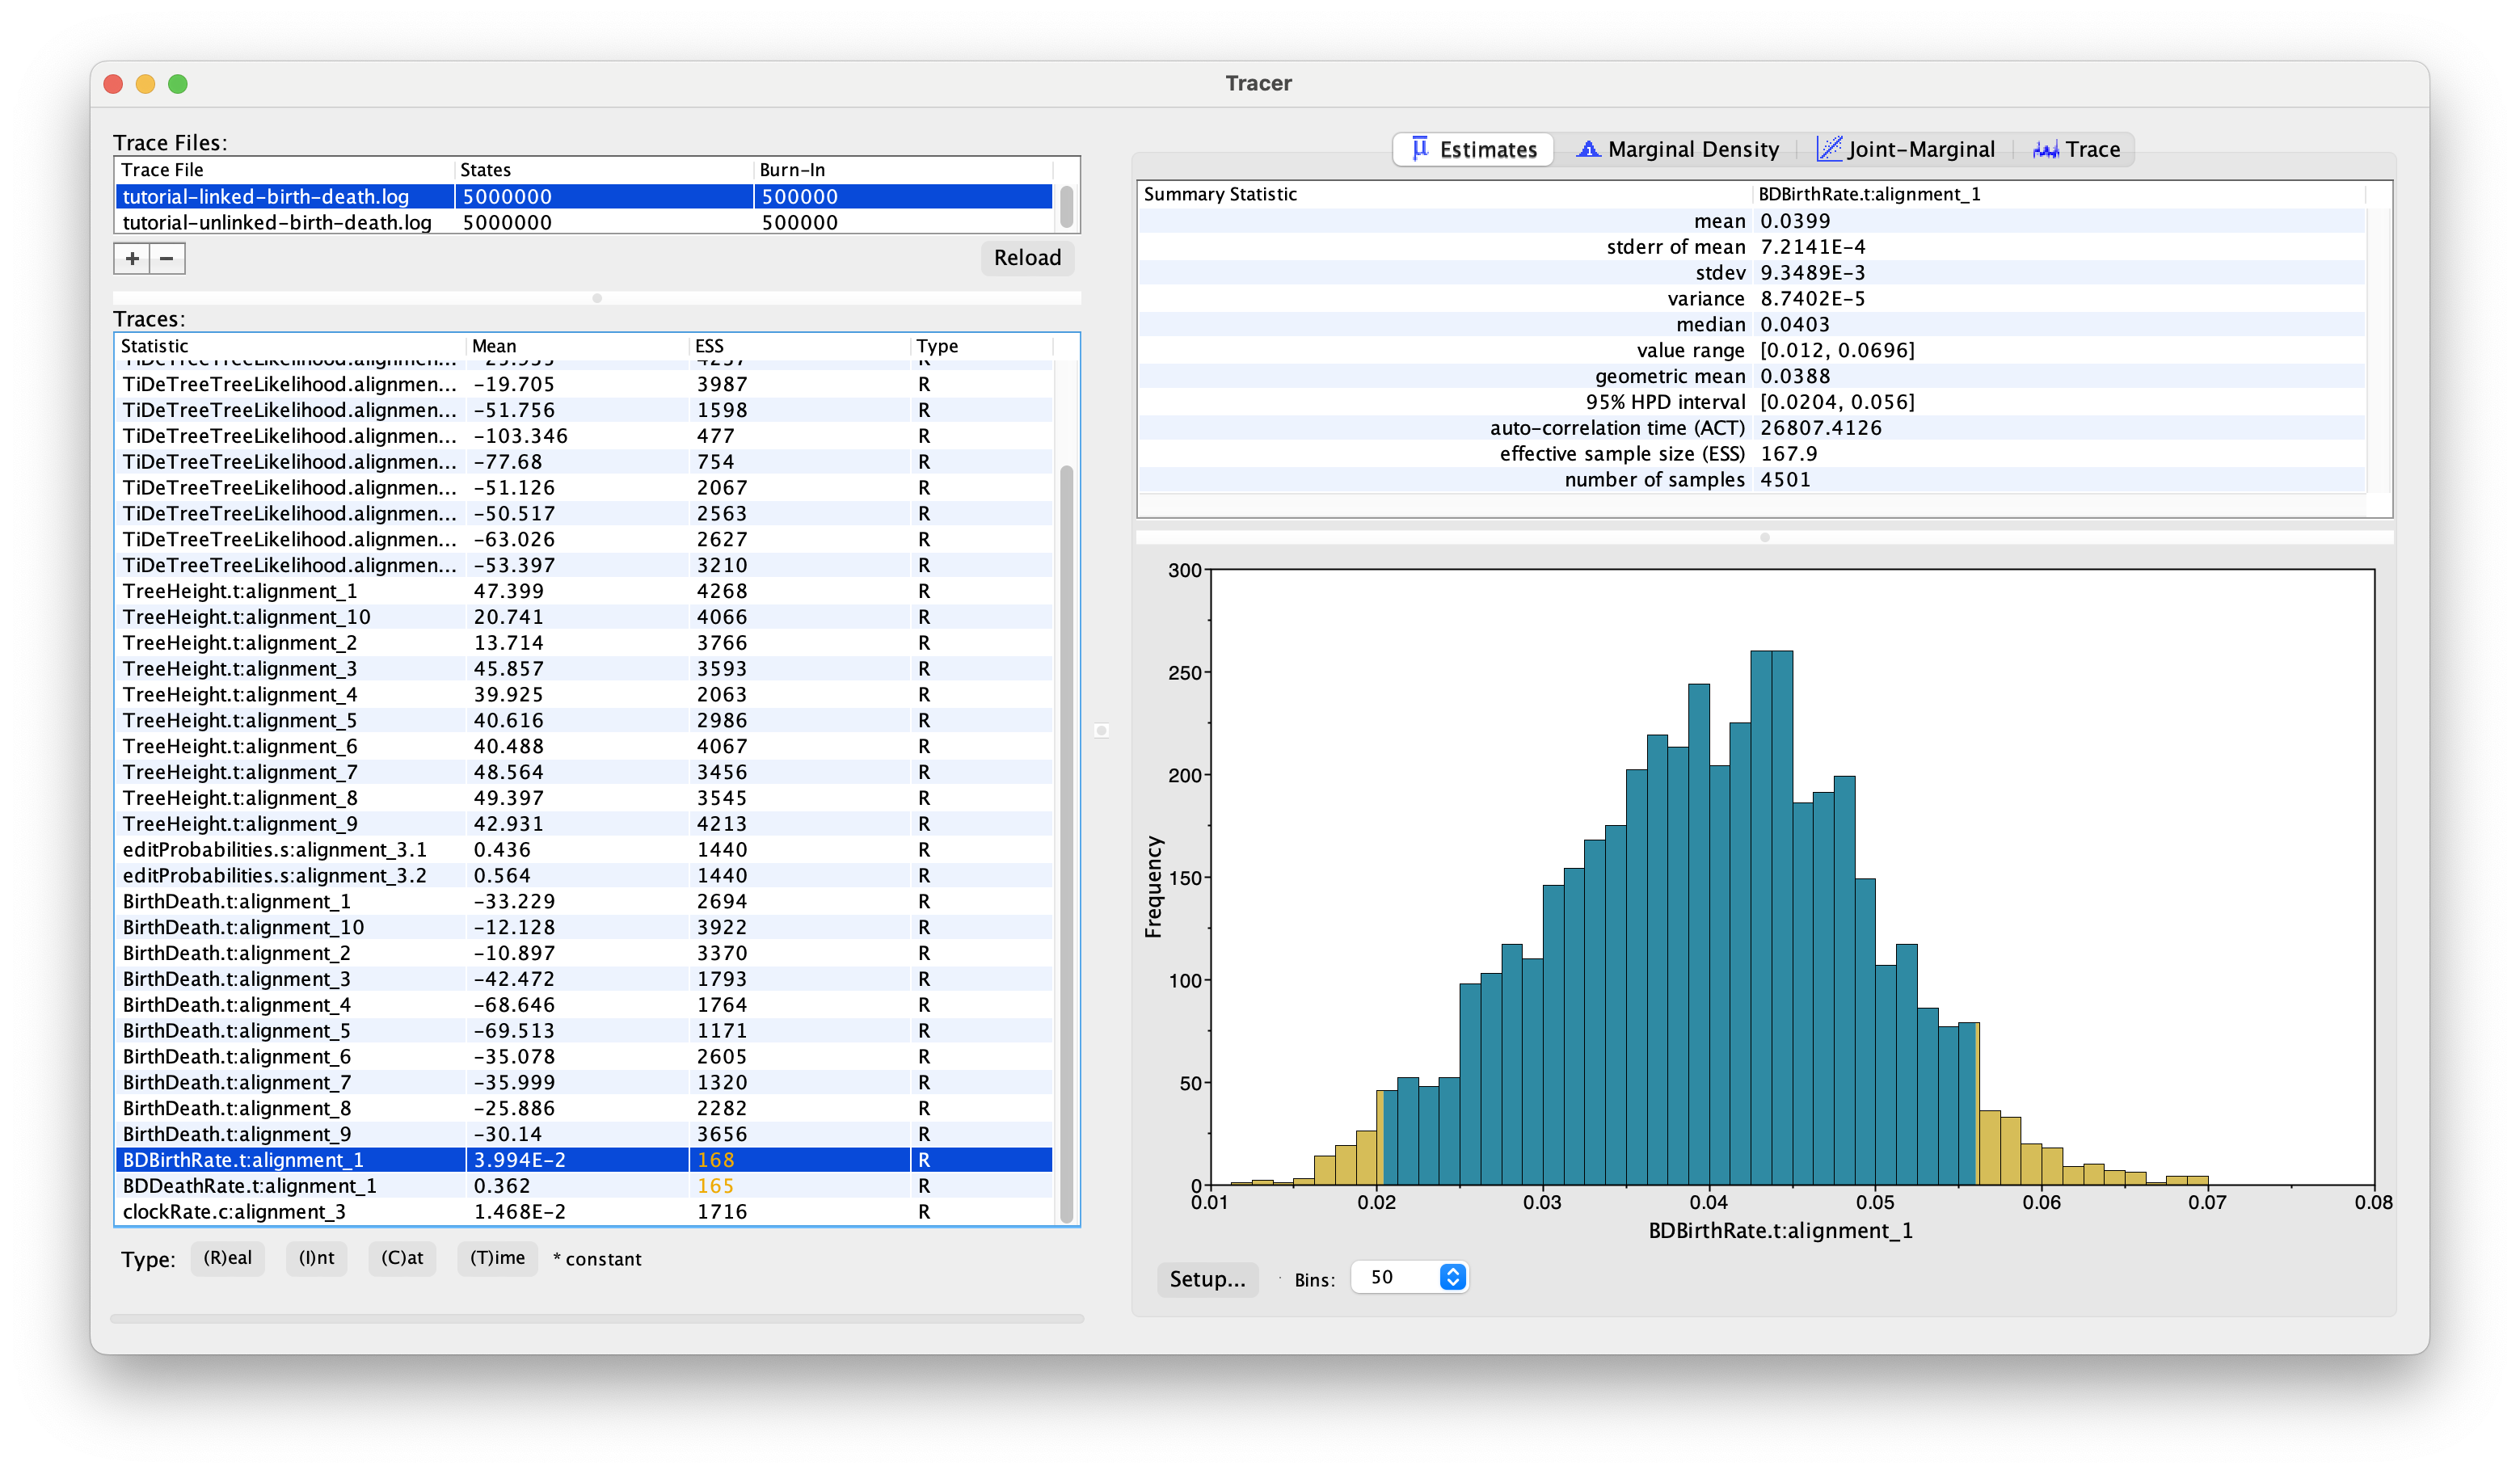 Tracer
Trace Files:
Trace File States Burn-In
tutorial-linked-birth-death.log 5000000 500000
tutorial-unlinked-birth-death.log 5000000 500000
+ −
Reload
Traces:
Statistic Mean ESS Type
TiDeTreeTreeLikelihood.alignmen... −19.705 3987 R
TiDeTreeTreeLikelihood.alignmen... −51.756 1598 R
TiDeTreeTreeLikelihood.alignmen... −103.346 477 R
TiDeTreeTreeLikelihood.alignmen... −77.68 754 R
TiDeTreeTreeLikelihood.alignmen... −51.126 2067 R
TiDeTreeTreeLikelihood.alignmen... −50.517 2563 R
TiDeTreeTreeLikelihood.alignmen... −63.026 2627 R
TiDeTreeTreeLikelihood.alignmen... −53.397 3210 R
TreeHeight.t:alignment_1 47.399 4268 R
TreeHeight.t:alignment_10 20.741 4066 R
TreeHeight.t:alignment_2 13.714 3766 R
TreeHeight.t:alignment_3 45.857 3593 R
TreeHeight.t:alignment_4 39.925 2063 R
TreeHeight.t:alignment_5 40.616 2986 R
TreeHeight.t:alignment_6 40.488 4067 R
TreeHeight.t:alignment_7 48.564 3456 R
TreeHeight.t:alignment_8 49.397 3545 R
TreeHeight.t:alignment_9 42.931 4213 R
editProbabilities.s:alignment_3.1 0.436 1440 R
editProbabilities.s:alignment_3.2 0.564 1440 R
BirthDeath.t:alignment_1 −33.229 2694 R
BirthDeath.t:alignment_10 −12.128 3922 R
BirthDeath.t:alignment_2 −10.897 3370 R
BirthDeath.t:alignment_3 −42.472 1793 R
BirthDeath.t:alignment_4 −68.646 1764 R
BirthDeath.t:alignment_5 −69.513 1171 R
BirthDeath.t:alignment_6 −35.078 2605 R
BirthDeath.t:alignment_7 −35.999 1320 R
BirthDeath.t:alignment_8 −25.886 2282 R
BirthDeath.t:alignment_9 −30.14 3656 R
BDBirthRate.t:alignment_1 3.994E−2 168 R
BDDeathRate.t:alignment_1 0.362 165 R
clockRate.c:alignment_3 1.468E−2 1716 R
Type: (R)eal (I)nt (C)at (T)ime * constant
Estimates Marginal Density Joint-Marginal Trace
Summary Statistic BDBirthRate.t:alignment_1
mean 0.0399
stderr of mean 7.2141E−4
stdev 9.3489E−3
variance 8.7402E−5
median 0.0403
value range [0.012, 0.0696]
geometric mean 0.0388
95% HPD interval [0.0204, 0.056]
auto-correlation time (ACT) 26807.4126
effective sample size (ESS) 167.9
number of samples 4501
300
250
200
150
100
50
0
Frequency
0.01 0.02 0.03 0.04 0.05 0.06 0.07 0.08
BDBirthRate.t:alignment_1
Setup... Bins: 50